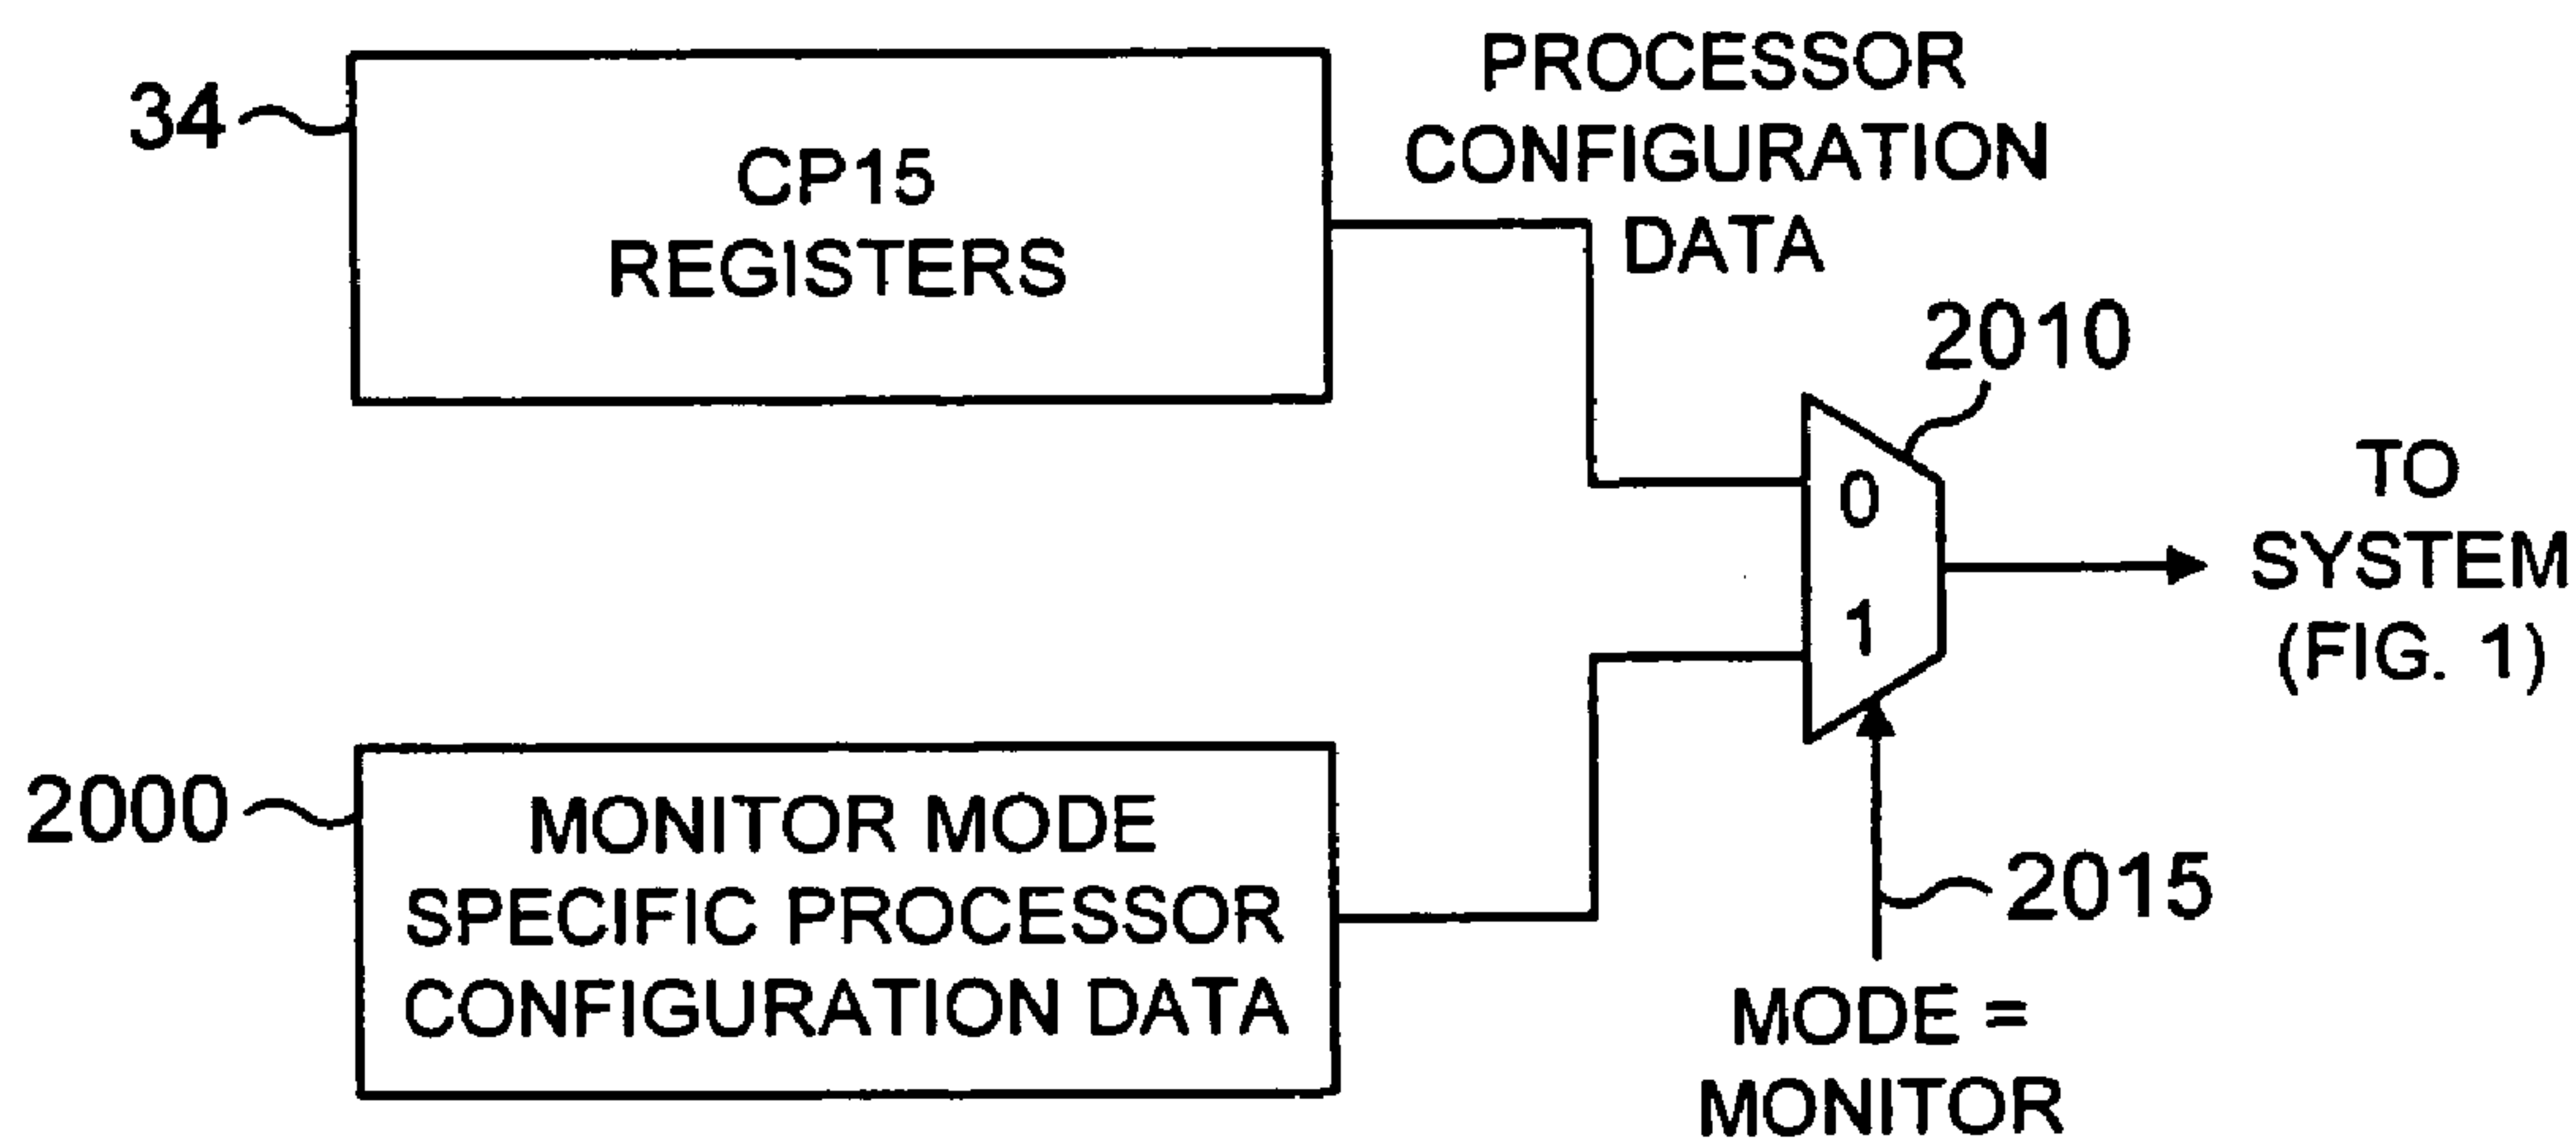 34
CP15
REGISTERS
PROCESSOR
CONFIGURATION
DATA
2010
0
1
TO
SYSTEM
(FIG. 1)
2000
MONITOR MODE
SPECIFIC PROCESSOR
CONFIGURATION DATA
2015
MODE =
MONITOR